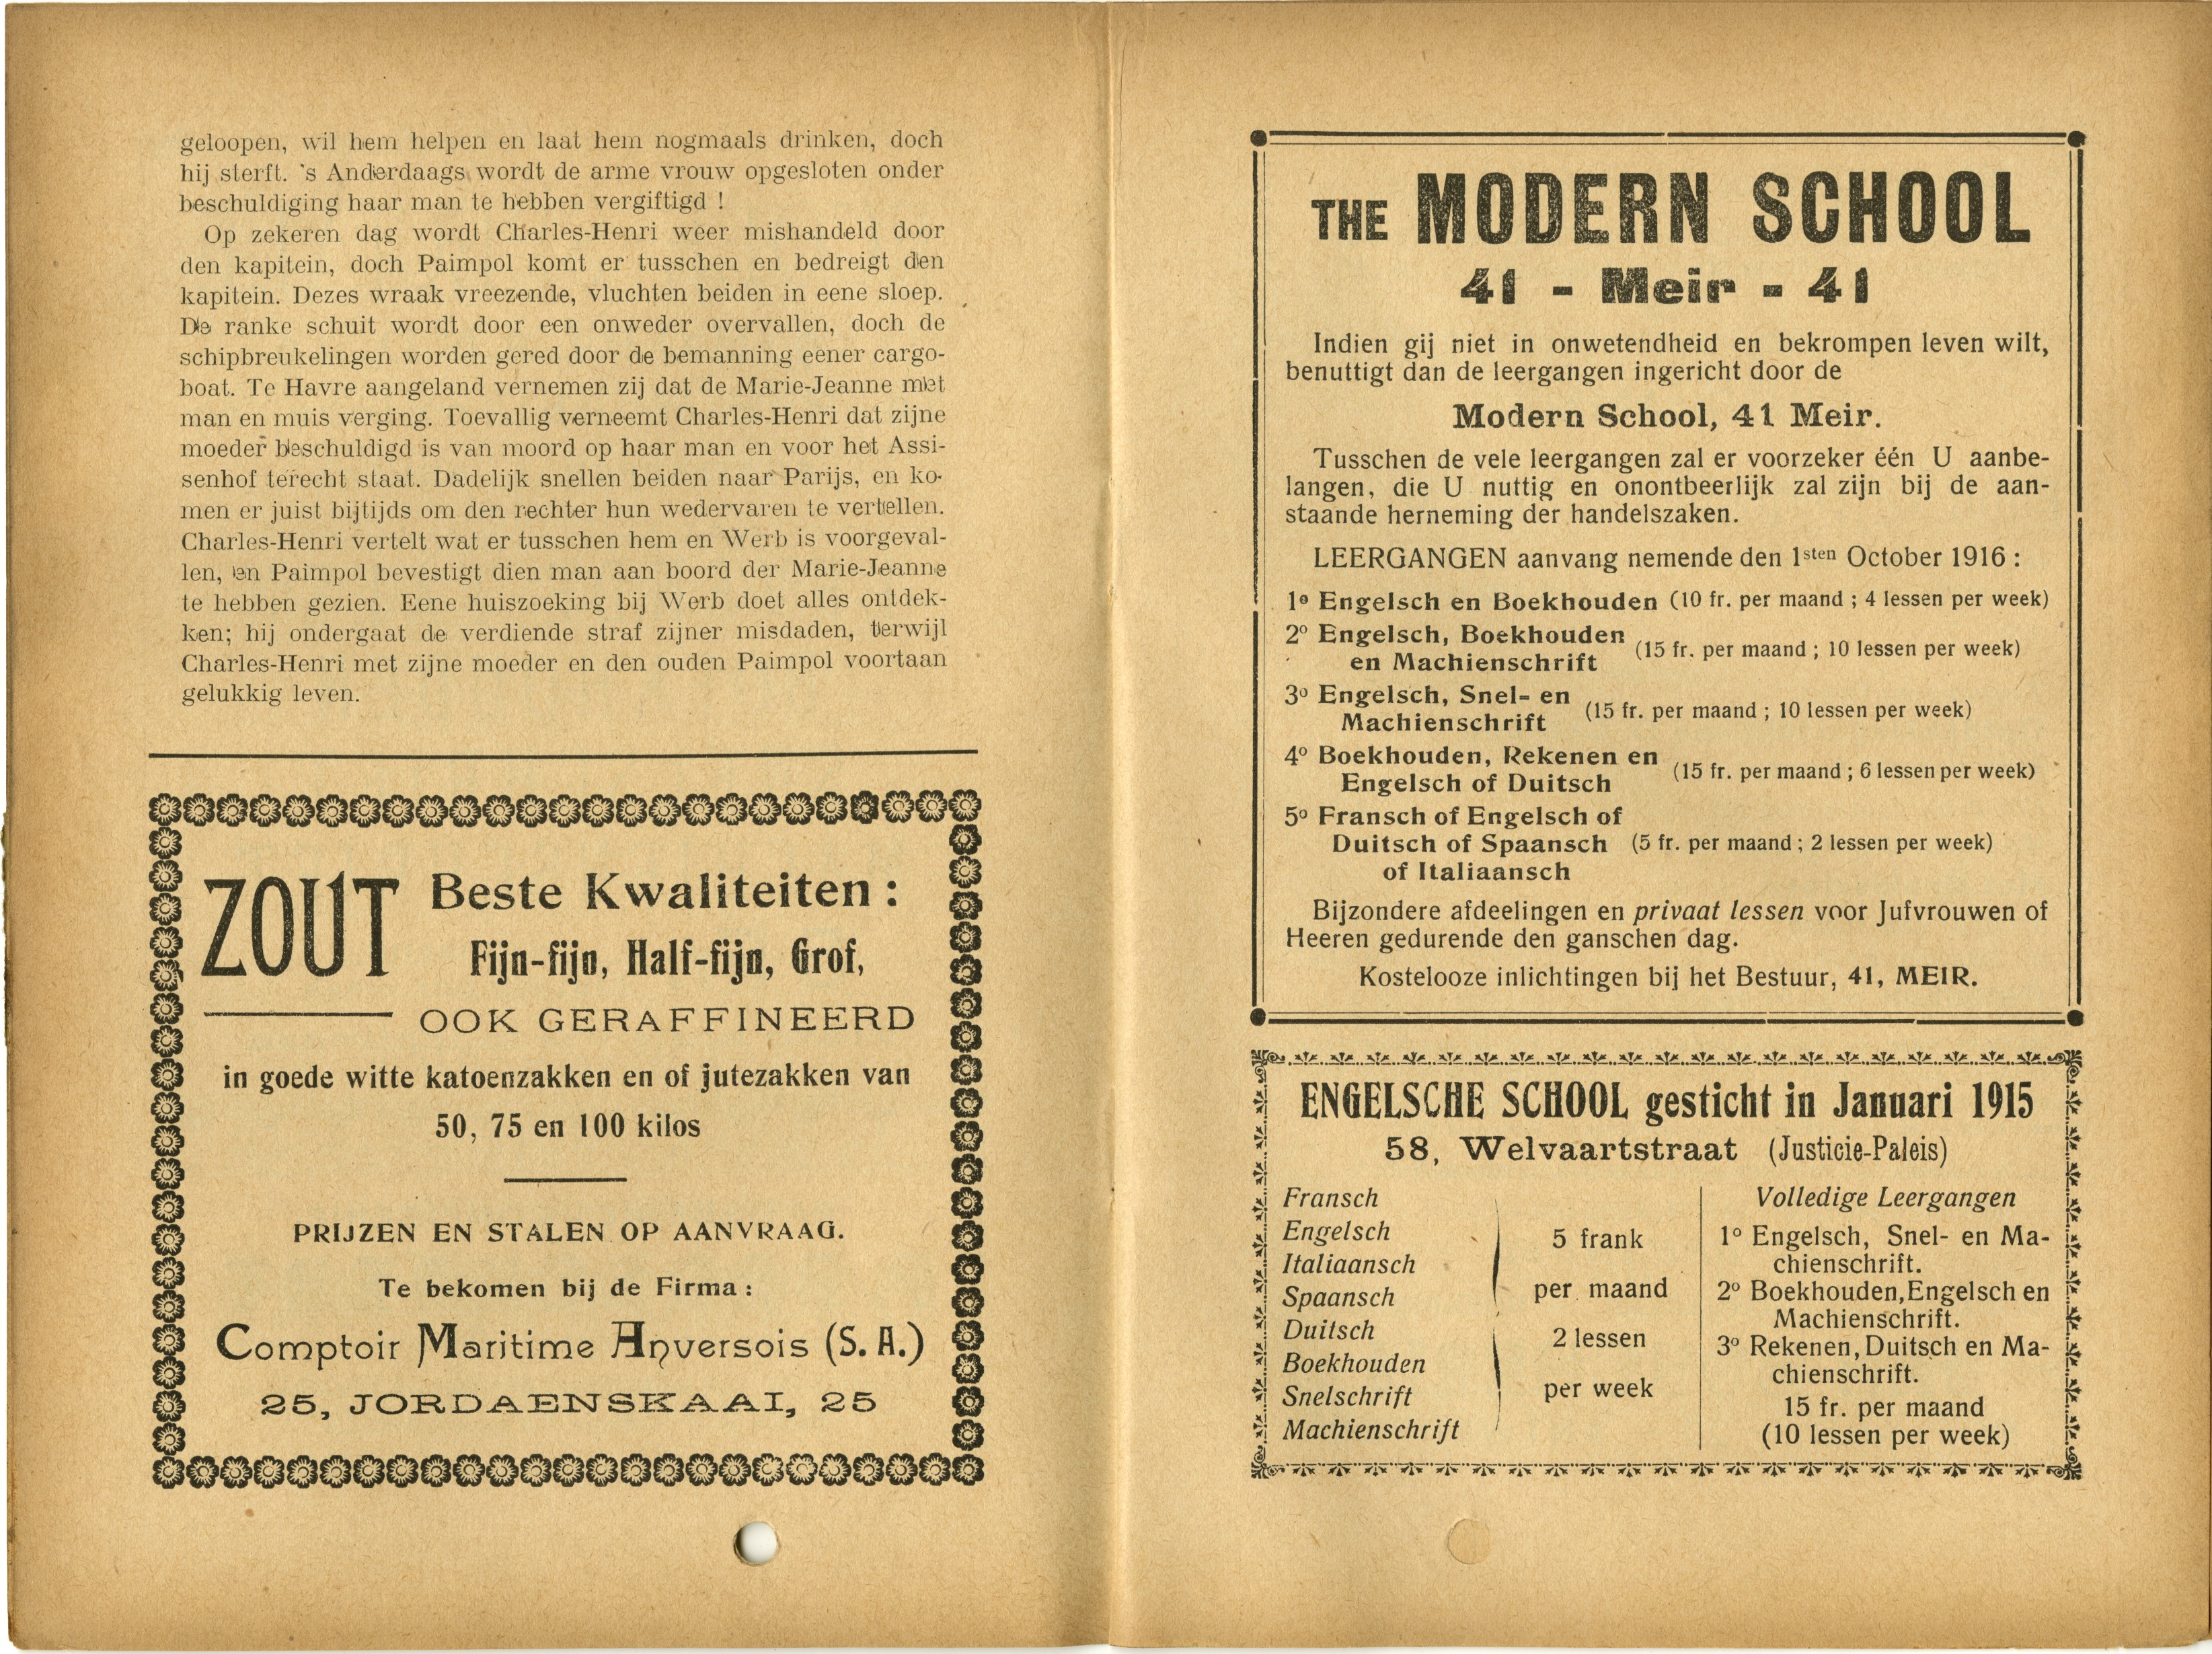 geloopen, wil hem helpen en laat hem nogmaals drinken, doch
hij sterft. 's Anderdaags wordt de arme vrouw opgesloten onder
beschuldiging haar man te hebben vergiftigd !
Op zekeren dag wordt Charles-Henri weer mishandeld door
den kapitein, doch Paimpol komt er tusschen en bedreigt den
kapitein. Dezes wraak vreezende, vluchten beiden in eene sloep.
De ranke schuit wordt door een onweder overvallen, doch de
schipbreukelingen worden gered door de bemanning eener cargo-
boat. Te Havre aangeland vernemen zij dat de Marie-Jeanne met
man en muis verging. Toevallig verneemt Charles-Henri dat zijne
moeder beschuldigd is van moord op haar man en voor het Assi-
senhof terecht staat. Dadelijk snellen beiden naar Parijs, en ko-
men er juist bijtijds om den rechter hun wedervaren te vertellen.
Charles-Henri vertelt wat er tusschen hem en Werb is voorgeval-
len, en Paimpol bevestigt dien man aan boord der Marie-Jeanne
te hebben gezien. Eene huiszoeking bij Werb doet alles ontdek-
ken; hij ondergaat de verdiende straf zijner misdaden, terwijl
Charles-Henri met zijne moeder en den ouden Paimpol voortaan
gelukkig leven.
ZOUT Beste Kwaliteiten :
Fijn-fijn, Half-fijn, Grof,
OOK GERAFFINEERD
in goede witte katoenzakken en of jutezakken van
50, 75 en 100 kilos
PRIJZEN EN STALEN OP AANVRAAG.
Te bekomen bij de Firma :
Comptoir Maritime Anversois (S. A.)
25, JORDAENSKAAI, 25
THE MODERN SCHOOL
41 - Meir - 41
Indien gij niet in onwetendheid en bekrompen leven wilt,
benuttigt dan de leergangen ingericht door de
Modern School, 41 Meir.
Tusschen de vele leergangen zal er voorzeker één U aanbe-
langen, die U nuttig en onontbeerlijk zal zijn bij de aan-
staande herneming der handelszaken.
LEERGANGEN aanvang nemende den 1sten October 1916 :
1º Engelsch en Boekhouden (10 fr. per maand ; 4 lessen per week)
2º Engelsch, Boekhouden
en Machienschrift (15 fr. per maand ; 10 lessen per week)
3º Engelsch, Snel- en
Machienschrift (15 fr. per maand ; 10 lessen per week)
4º Boekhouden, Rekenen en
Engelsch of Duitsch (15 fr. per maand ; 6 lessen per week)
5º Fransch of Engelsch of
Duitsch of Spaansch (5 fr. per maand ; 2 lessen per week)
of Italiaansch
Bijzondere afdeelingen en privaat lessen voor Jufvrouwen of
Heeren gedurende den ganschen dag.
Kostelooze inlichtingen bij het Bestuur, 41, MEIR.
ENGELSCHE SCHOOL gesticht in Januari 1915
58, Welvaartstraat (Justicie-Paleis)
Fransch
Engelsch
Italiaansch
Spaansch
Duitsch
Boekhouden
Snelschrift
Machienschrift
5 frank
per maand
2 lessen
per week
Volledige Leergangen
1º Engelsch, Snel- en Ma-
chienschrift.
2º Boekhouden, Engelsch en
Machienschrift.
3º Rekenen, Duitsch en Ma-
chienschrift.
15 fr. per maand
(10 lessen per week)